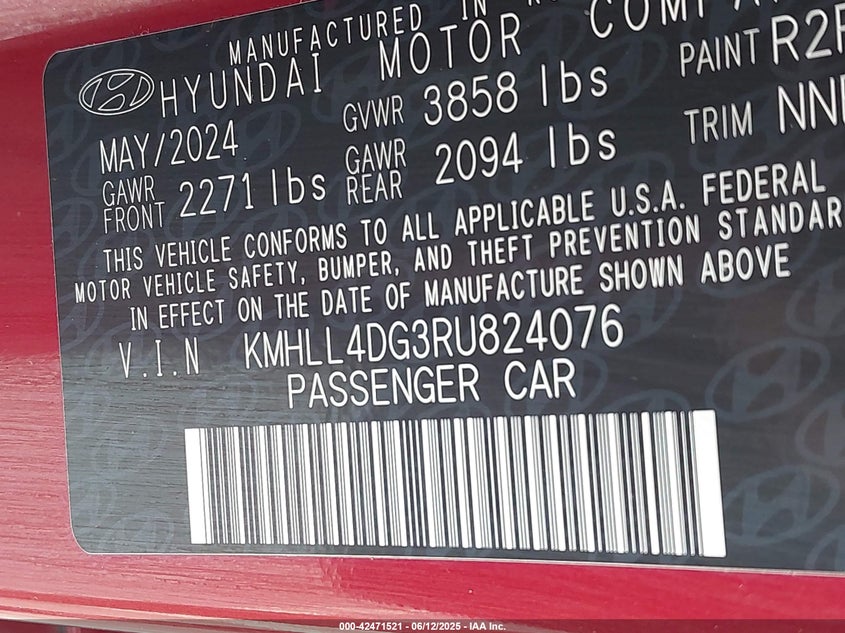 MANUFACTURED IN
HYUNDAI MOTOR
MAY/2024 GVWR 3858 lbs PAINT
GAWR FRONT 2271 lbs GAWR REAR 2094 lbs TRIM
THIS VEHICLE CONFORMS TO ALL APPLICABLE U.S.A. FEDERAL
MOTOR VEHICLE SAFETY, BUMPER, AND THEFT PREVENTION
IN EFFECT ON THE DATE OF MANUFACTURE SHOWN ABOVE
V.I.N KMHLL4DG3RU824076
PASSENGER CAR
000-42471521 - 06/12/2025 - IAA Inc.